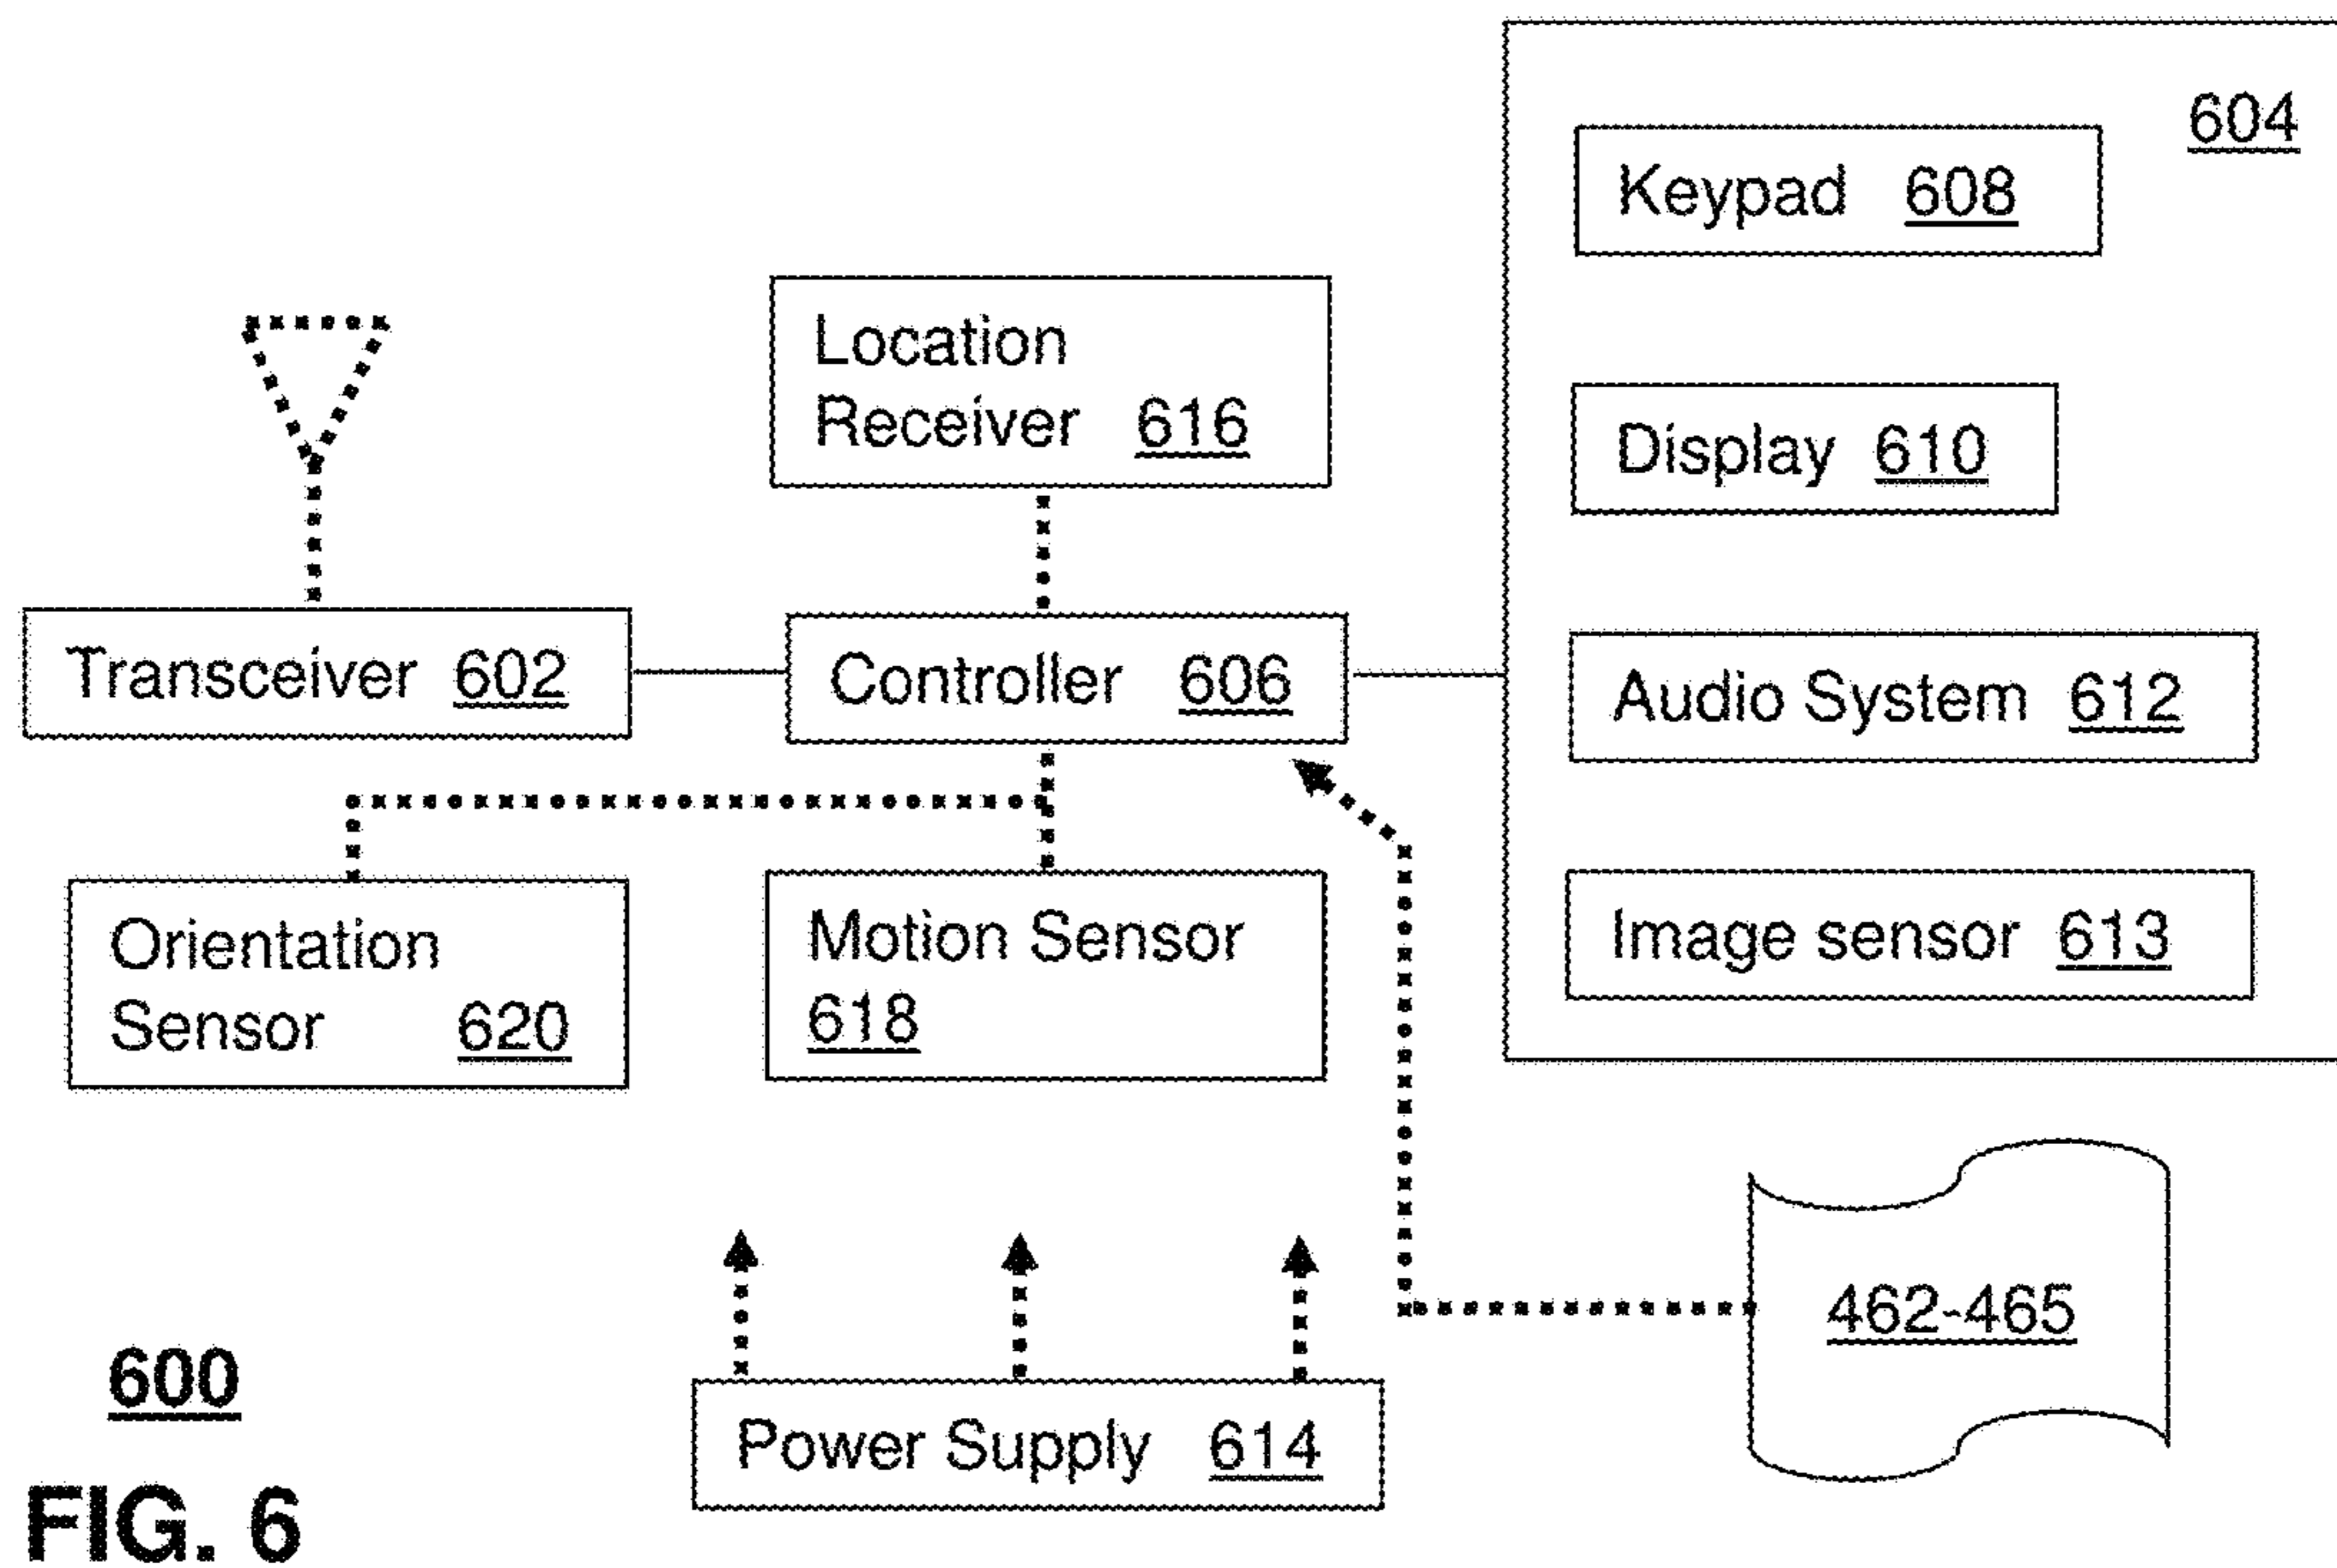 604
Keypad 608
Location
Receiver 616
Display 610
Transceiver 602
Controller 606
Audio System 612
Orientation
Sensor 620
Motion Sensor
618
Image sensor 613
462-465
600
Power Supply 614
FIG. 6